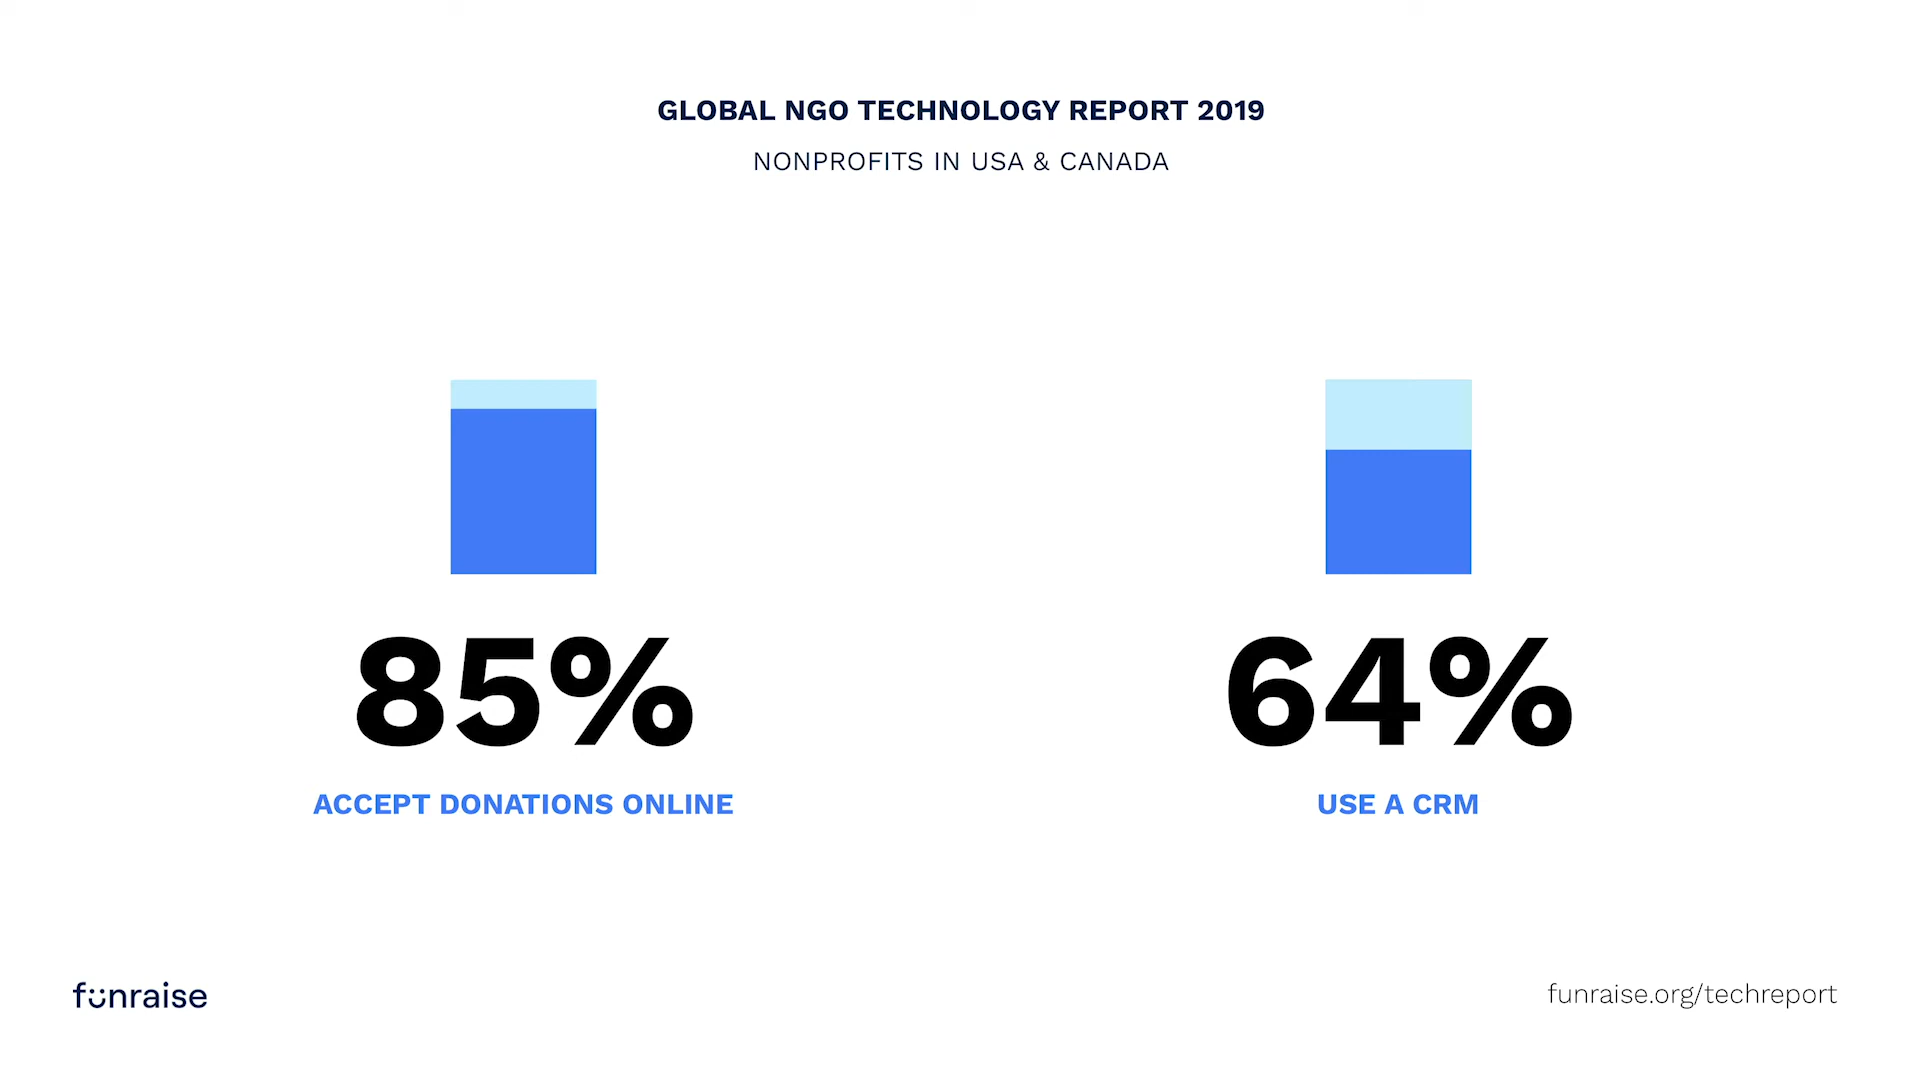 GLOBAL NGO TECHNOLOGY REPORT 2019
NONPROFITS IN USA & CANADA
85%
ACCEPT DONATIONS ONLINE
64%
USE A CRM
funraise
funraise.org/techreport